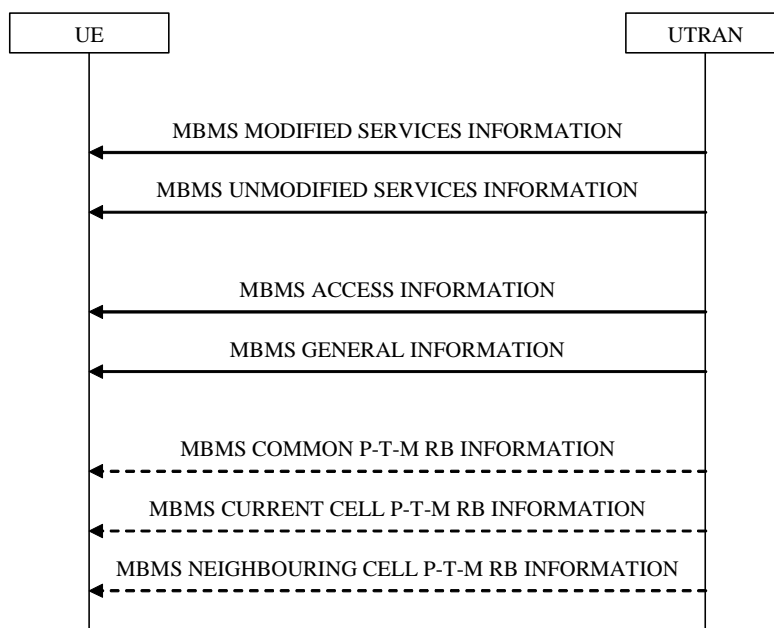 UE
UTRAN
MBMS MODIFIED SERVICES INFORMATION
MBMS UNMODIFIED SERVICES INFORMATION
MBMS ACCESS INFORMATION
MBMS GENERAL INFORMATION
MBMS COMMON P-T-M RB INFORMATION
MBMS CURRENT CELL P-T-M RB INFORMATION
MBMS NEIGHBOURING CELL P-T-M RB INFORMATION